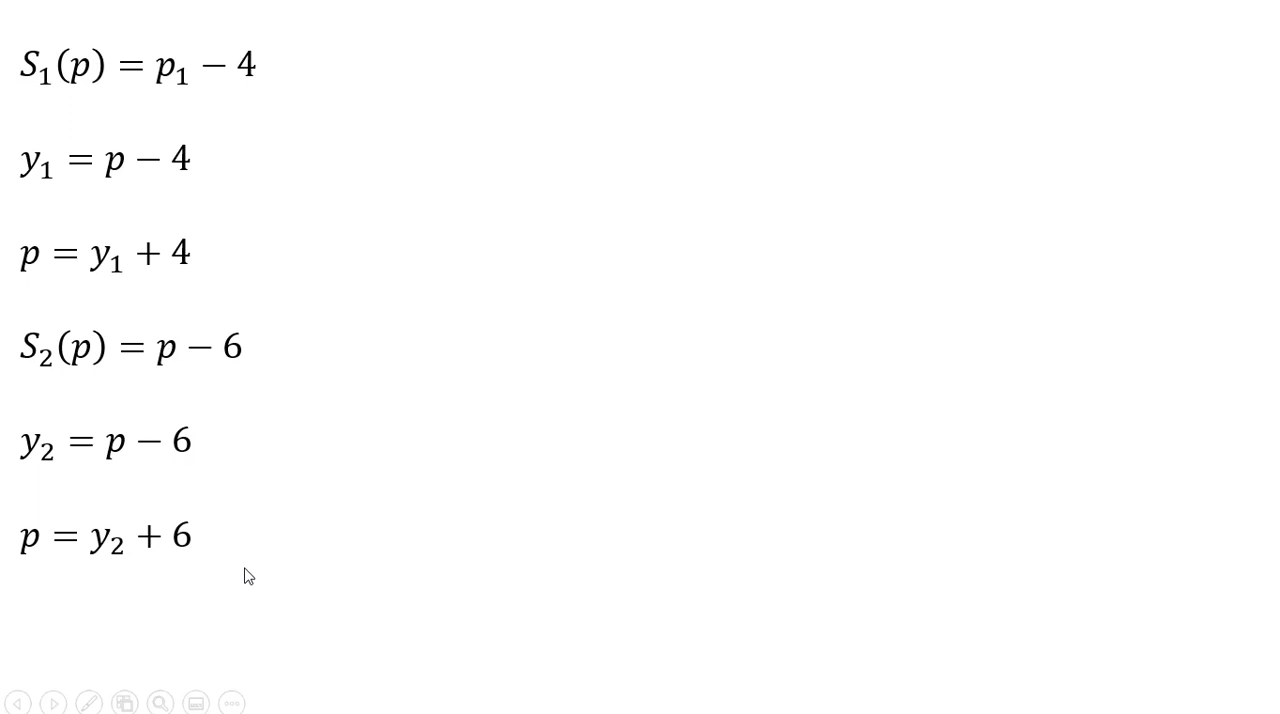 S₁(p) = p₁ − 4
y₁ = p − 4
p = y₁ + 4
S₂(p) = p − 6
y₂ = p − 6
p = y₂ + 6